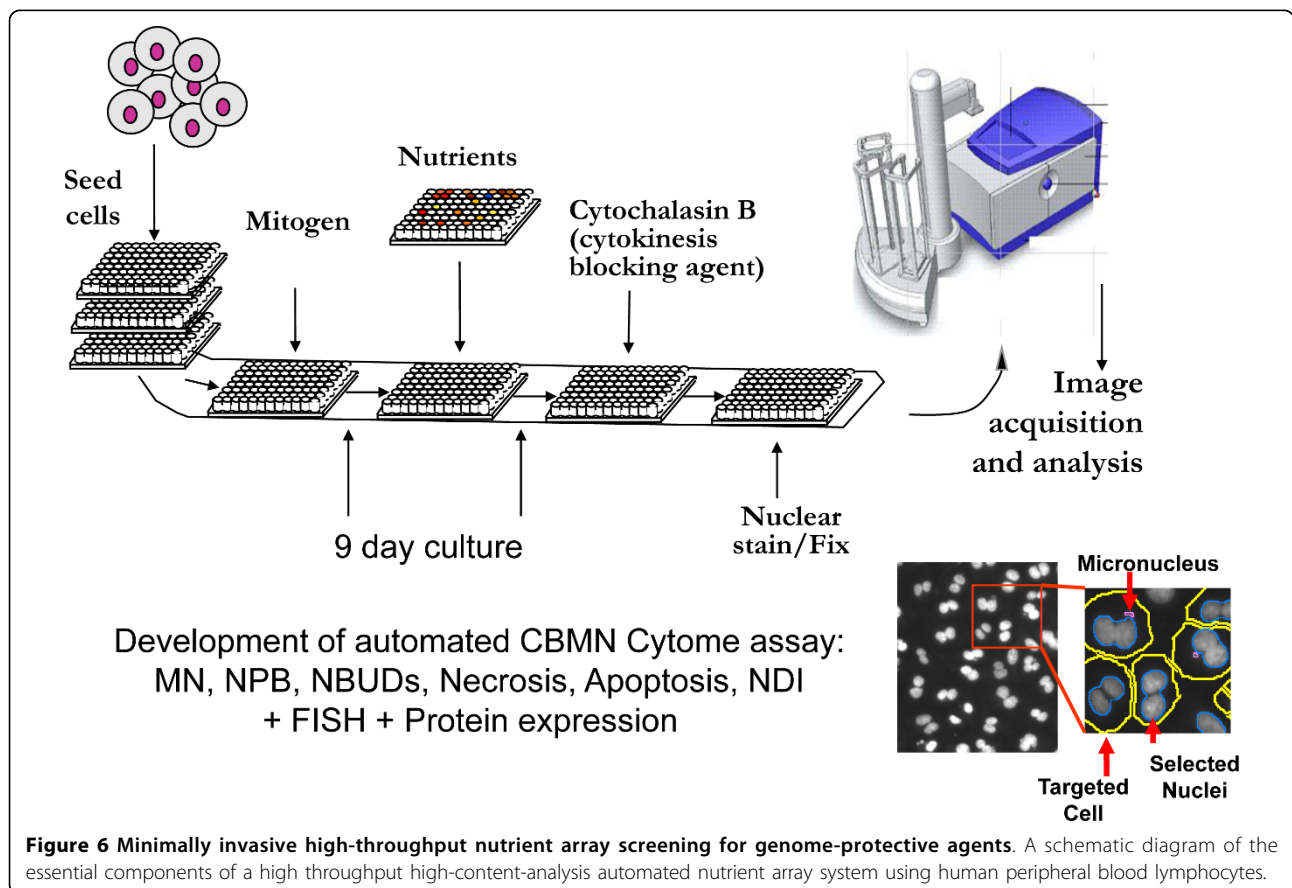 Seed
cells
Mitogen
Nutrients
Cytochalasin B
(cytokinesis
blocking agent)
Image
acquisition
and analysis
9 day culture
Nuclear
stain/Fix
Development of automated CBMN Cytome assay:
MN, NPB, NBUDs, Necrosis, Apoptosis, NDI
+ FISH + Protein expression
Micronucleus
Targeted
Cell
Selected
Nuclei
Figure 6 Minimally invasive high-throughput nutrient array screening for genome-protective agents. A schematic diagram of the
essential components of a high throughput high-content-analysis automated nutrient array system using human peripheral blood lymphocytes.